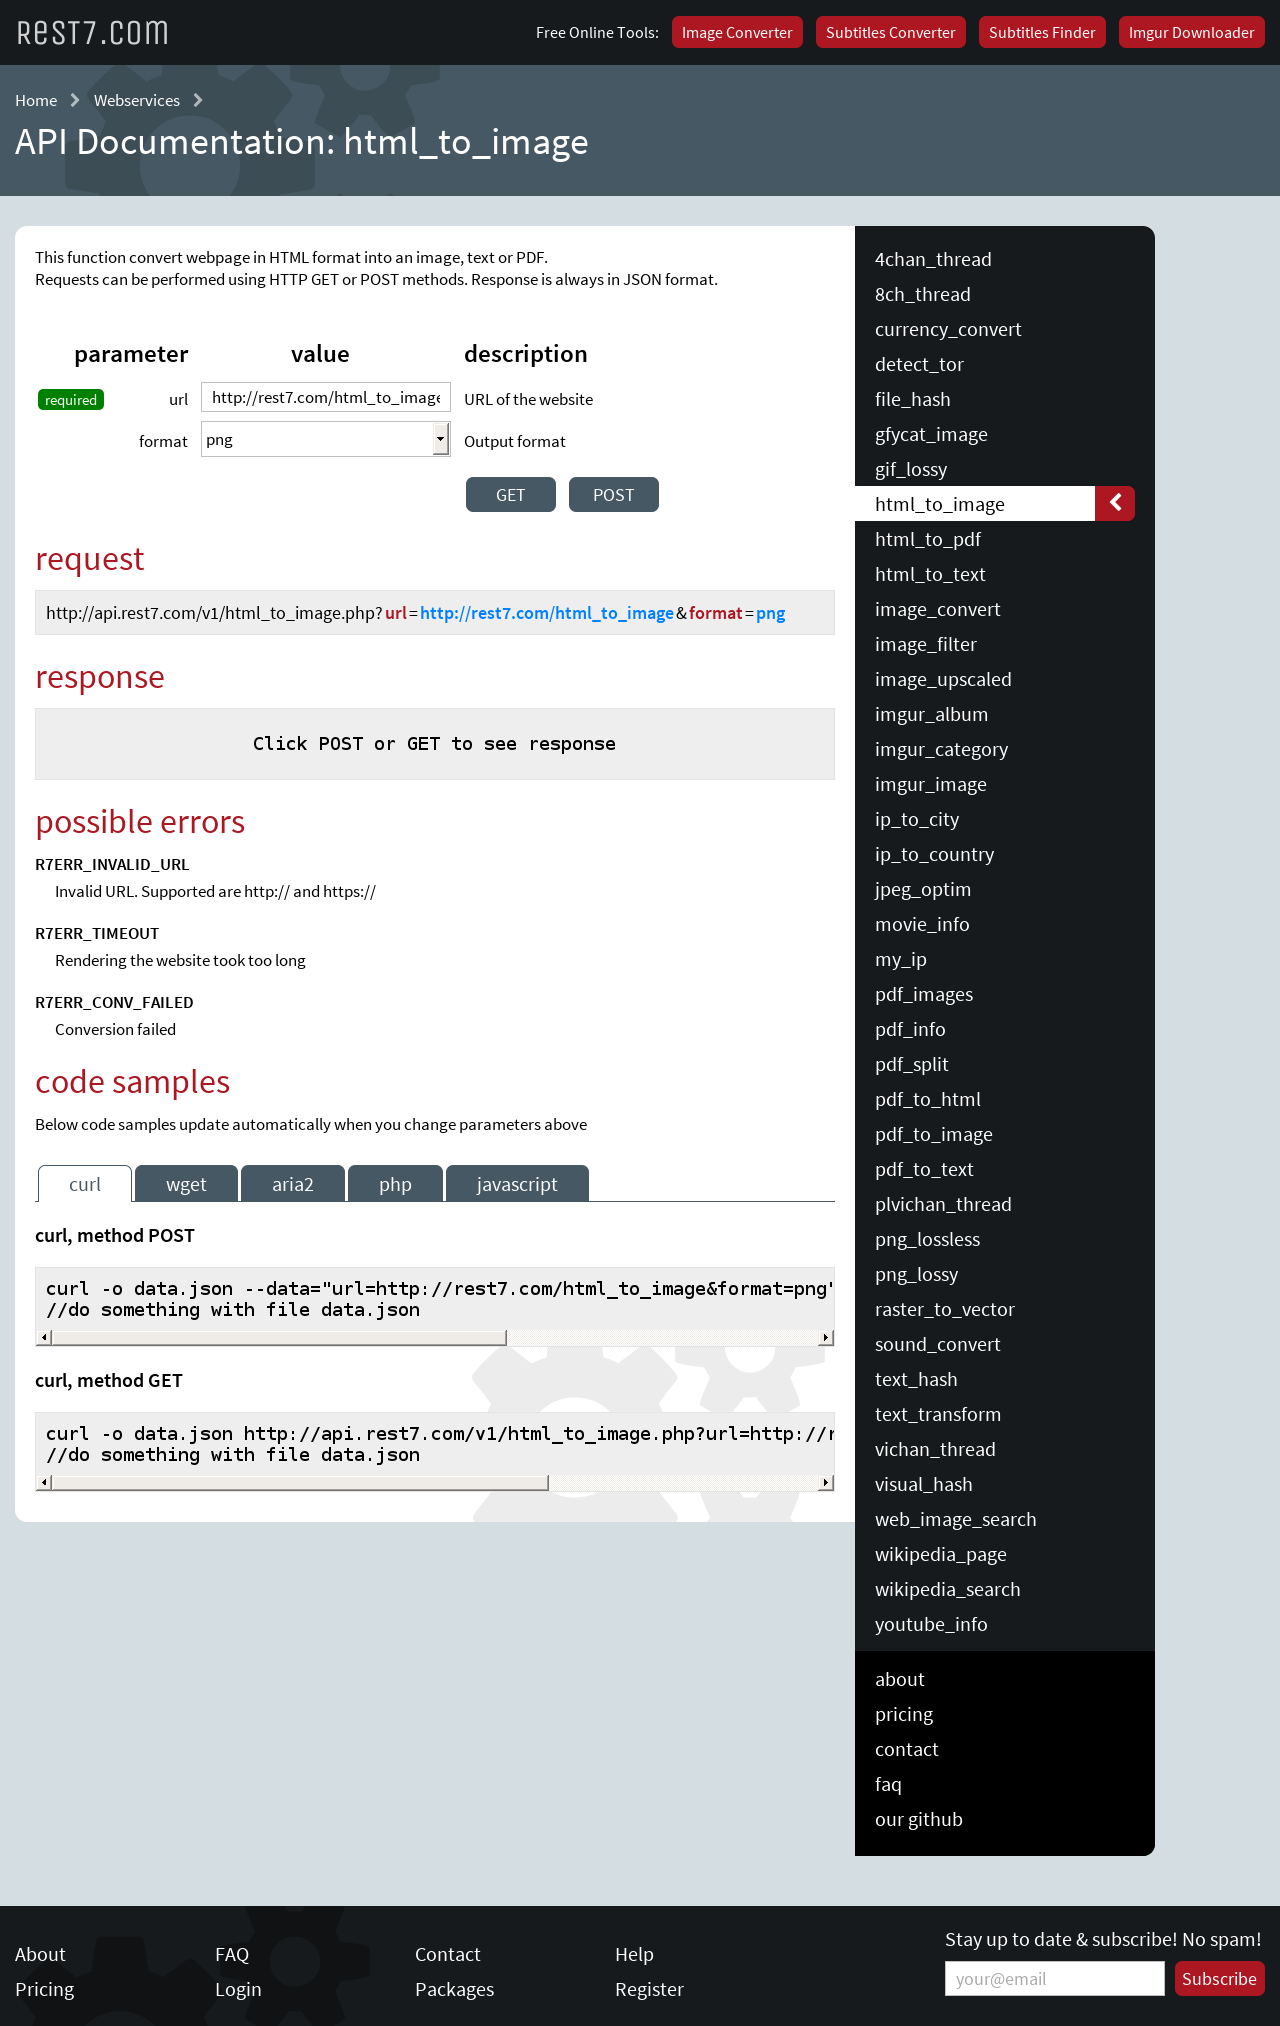 Rest7.com
Free Online Tools: Image Converter Subtitles Converter Subtitles Finder Imgur Downloader
Home Webservices
API Documentation: html_to_image
This function convert webpage in HTML format into an image, text or PDF.
Requests can be performed using HTTP GET or POST methods. Response is always in JSON format.
parameter value description
required url http://rest7.com/html_to_image URL of the website
format png Output format
GET POST
request
http://api.rest7.com/v1/html_to_image.php?url=http://rest7.com/html_to_image&format=png
response
Click POST or GET to see response
possible errors
R7ERR_INVALID_URL
Invalid URL. Supported are http:// and https://
R7ERR_TIMEOUT
Rendering the website took too long
R7ERR_CONV_FAILED
Conversion failed
code samples
Below code samples update automatically when you change parameters above
curl wget aria2 php javascript
curl, method POST
curl -o data.json --data="url=http://rest7.com/html_to_image&format=png"
//do something with file data.json
curl, method GET
curl -o data.json http://api.rest7.com/v1/html_to_image.php?url=http://r
//do something with file data.json
4chan_thread
8ch_thread
currency_convert
detect_tor
file_hash
gfycat_image
gif_lossy
html_to_image
html_to_pdf
html_to_text
image_convert
image_filter
image_upscaled
imgur_album
imgur_category
imgur_image
ip_to_city
ip_to_country
jpeg_optim
movie_info
my_ip
pdf_images
pdf_info
pdf_split
pdf_to_html
pdf_to_image
pdf_to_text
plvichan_thread
png_lossless
png_lossy
raster_to_vector
sound_convert
text_hash
text_transform
vichan_thread
visual_hash
web_image_search
wikipedia_page
wikipedia_search
youtube_info
about
pricing
contact
faq
our github
About FAQ Contact Help
Pricing Login Packages Register
Stay up to date & subscribe! No spam!
your@email Subscribe